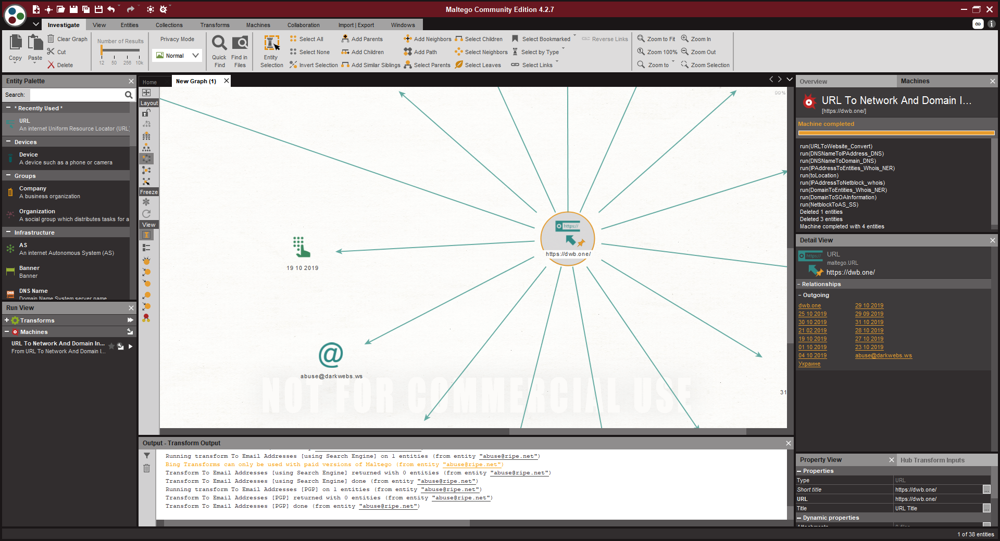 Maltego Community Edition 4.2.7
Investigate View Entities Collections Transforms Machines Collaboration Import | Export Windows
Copy
Paste
Clear Graph
Cut
Delete
Number of Results
12 50 256 10k
Privacy Mode
Normal
Quick Find
Find in Files
Entity Selection
Select All
Select None
Invert Selection
Add Parents
Add Children
Add Similar Siblings
Add Neighbors
Add Path
Select Parents
Select Children
Select Neighbors
Select Leaves
Select Bookmarked
Select by Type
Select Links
Reverse Links
Zoom to Fit
Zoom 100%
Zoom to
Zoom In
Zoom Out
Zoom Selection
Entity Palette
Search:
* Recently Used *
URL
An internet Uniform Resource Locator (URL)
Devices
Device
A device such as a phone or camera
Groups
Company
A business organization
Organization
A social group which distributes tasks for a
Infrastructure
AS
An internet Autonomous System (AS)
Banner
Banner
DNS
DNS Name
Domain Name System server name
Run View
Transforms
Machines
URL To Network And Domain In...
From URL To Network And Domain I...
Home
New Graph (1)
Layout
Freeze
View
99%
https://
https://dwb.one/
19 10 2019
@
abuse@darkwebs.ws
31
NOT FOR COMMERCIAL USE
Output - Transform Output
Running transform To Email Addresses [using Search Engine] on 1 entities (from entity "abuse@ripe.net")
Bing Transforms can only be used with paid versions of Maltego (from entity "abuse@ripe.net")
Transform To Email Addresses [using Search Engine] returned with 0 entities (from entity "abuse@ripe.net")
Transform To Email Addresses [using Search Engine] done (from entity "abuse@ripe.net")
Running transform To Email Addresses [PGP] on 1 entities (from entity "abuse@ripe.net")
Transform To Email Addresses [PGP] returned with 0 entities (from entity "abuse@ripe.net")
Transform To Email Addresses [PGP] done (from entity "abuse@ripe.net")
Overview
Machines
URL To Network And Domain I...
[https://dwb.one/]
Machine completed
run(URLToWebsite_Convert)
run(DNSNameToIPAddress_DNS)
run(DNSNameToDomain_DNS)
run(IPAddressToEntities_Whois_NER)
run(toLocation)
run(IPAddressToNetblock_whois)
run(DomainToEntities_Whois_NER)
run(DomainToSOAInformation)
run(NetblockToAS_SS)
Deleted 1 entities
Deleted 3 entities
Machine completed with 4 entities
Detail View
https://
URL
maltego.URL
https://dwb.one/
Relationships
Outgoing
dwb.one 29 10 2019
25 10 2019 29 09 2019
30 10 2019 31 10 2019
21 02 2019 28 10 2019
19 10 2019 27 10 2019
01 10 2019 23 10 2019
04 10 2019 abuse@darkwebs.ws
Украине
Property View
Hub Transform Inputs
Properties
Type URL
Short title https://dwb.one/ ...
URL https://dwb.one/
Title URL Title ...
Dynamic properties
1 of 38 entities